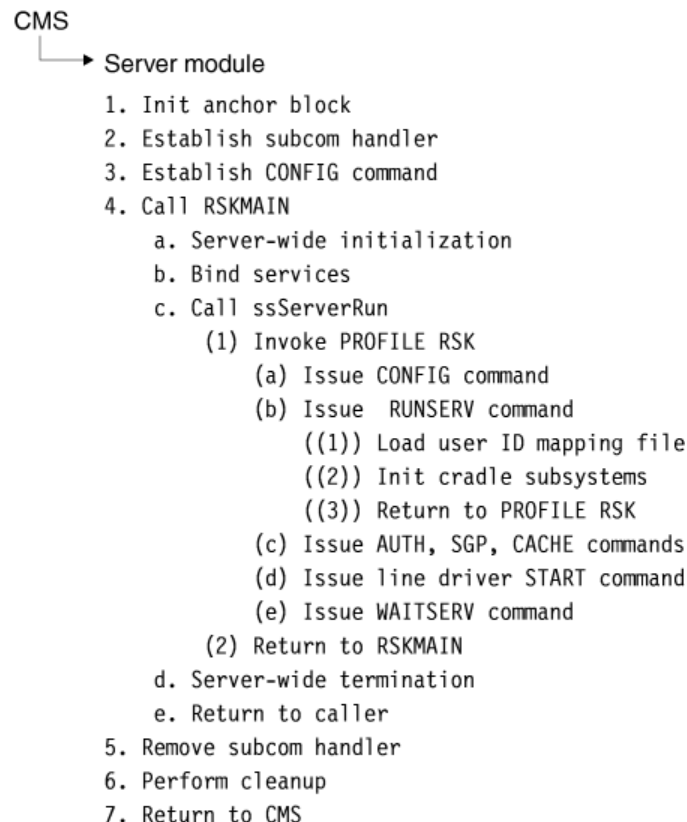 CMS
Server module
1. Init anchor block
2. Establish subcom handler
3. Establish CONFIG command
4. Call RSKMAIN
a. Server-wide initialization
b. Bind services
c. Call ssServerRun
(1) Invoke PROFILE RSK
(a) Issue CONFIG command
(b) Issue  RUNSERV command
((1)) Load user ID mapping file
((2)) Init cradle subsystems
((3)) Return to PROFILE RSK
(c) Issue AUTH, SGP, CACHE commands
(d) Issue line driver START command
(e) Issue WAITSERV command
(2) Return to RSKMAIN
d. Server-wide termination
e. Return to caller
5. Remove subcom handler
6. Perform cleanup
7. Return to CMS